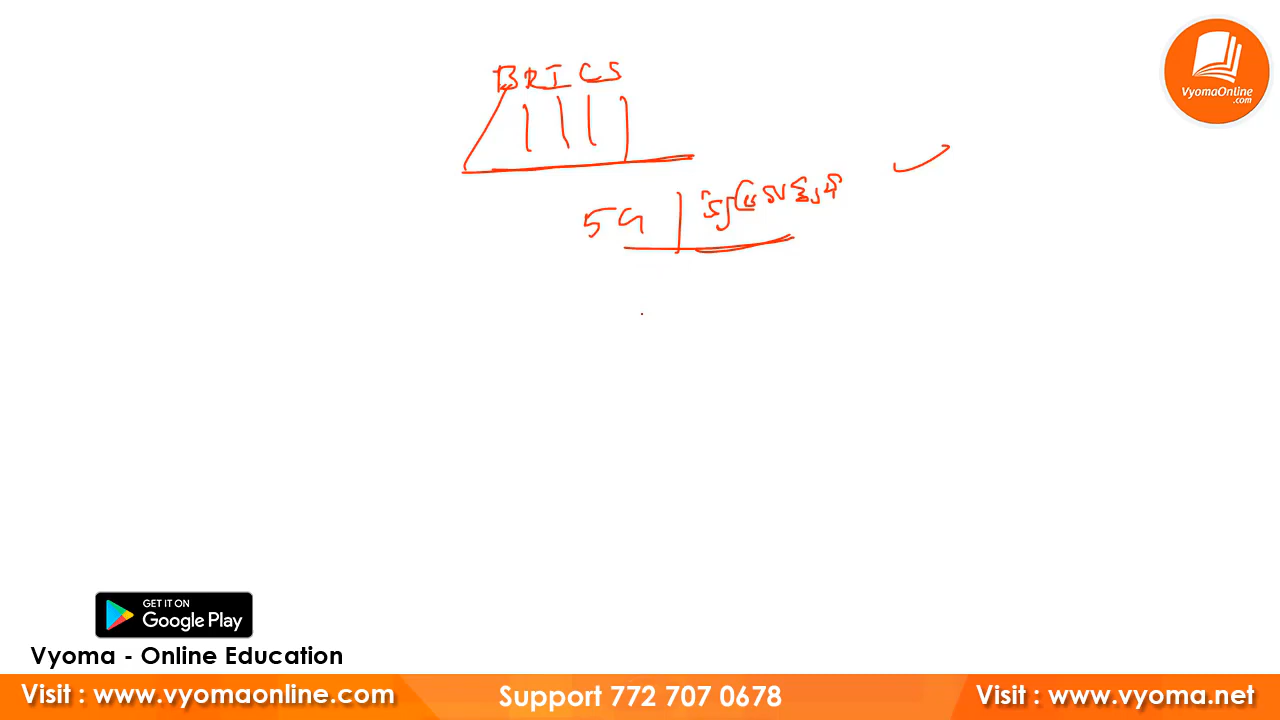 BRICS
VyomaOnline
.com
5G
GET IT ON
Google Play
Vyoma - Online Education
Visit : www.vyomaonline.com
Support 772 707 0678
Visit : www.vyoma.net